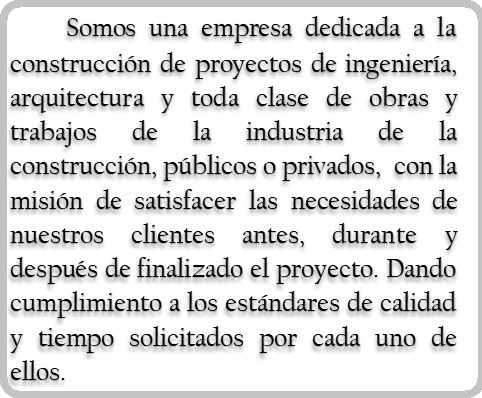 Somos una empresa dedicada a la
construcción de proyectos de ingeniería,
arquitectura y toda clase de obras y
trabajos de la industria de la
construcción, públicos o privados, con la
misión de satisfacer las necesidades de
nuestros clientes antes, durante y
después de finalizado el proyecto. Dando
cumplimiento a los estándares de calidad
y tiempo solicitados por cada uno de
ellos.